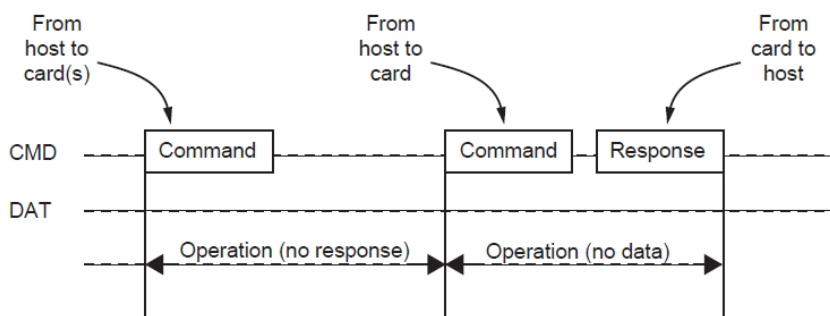 From
host to
card(s)
From
host to
card
From
card to
host
CMD
Command
Command
Response
DAT
Operation (no response)
Operation (no data)